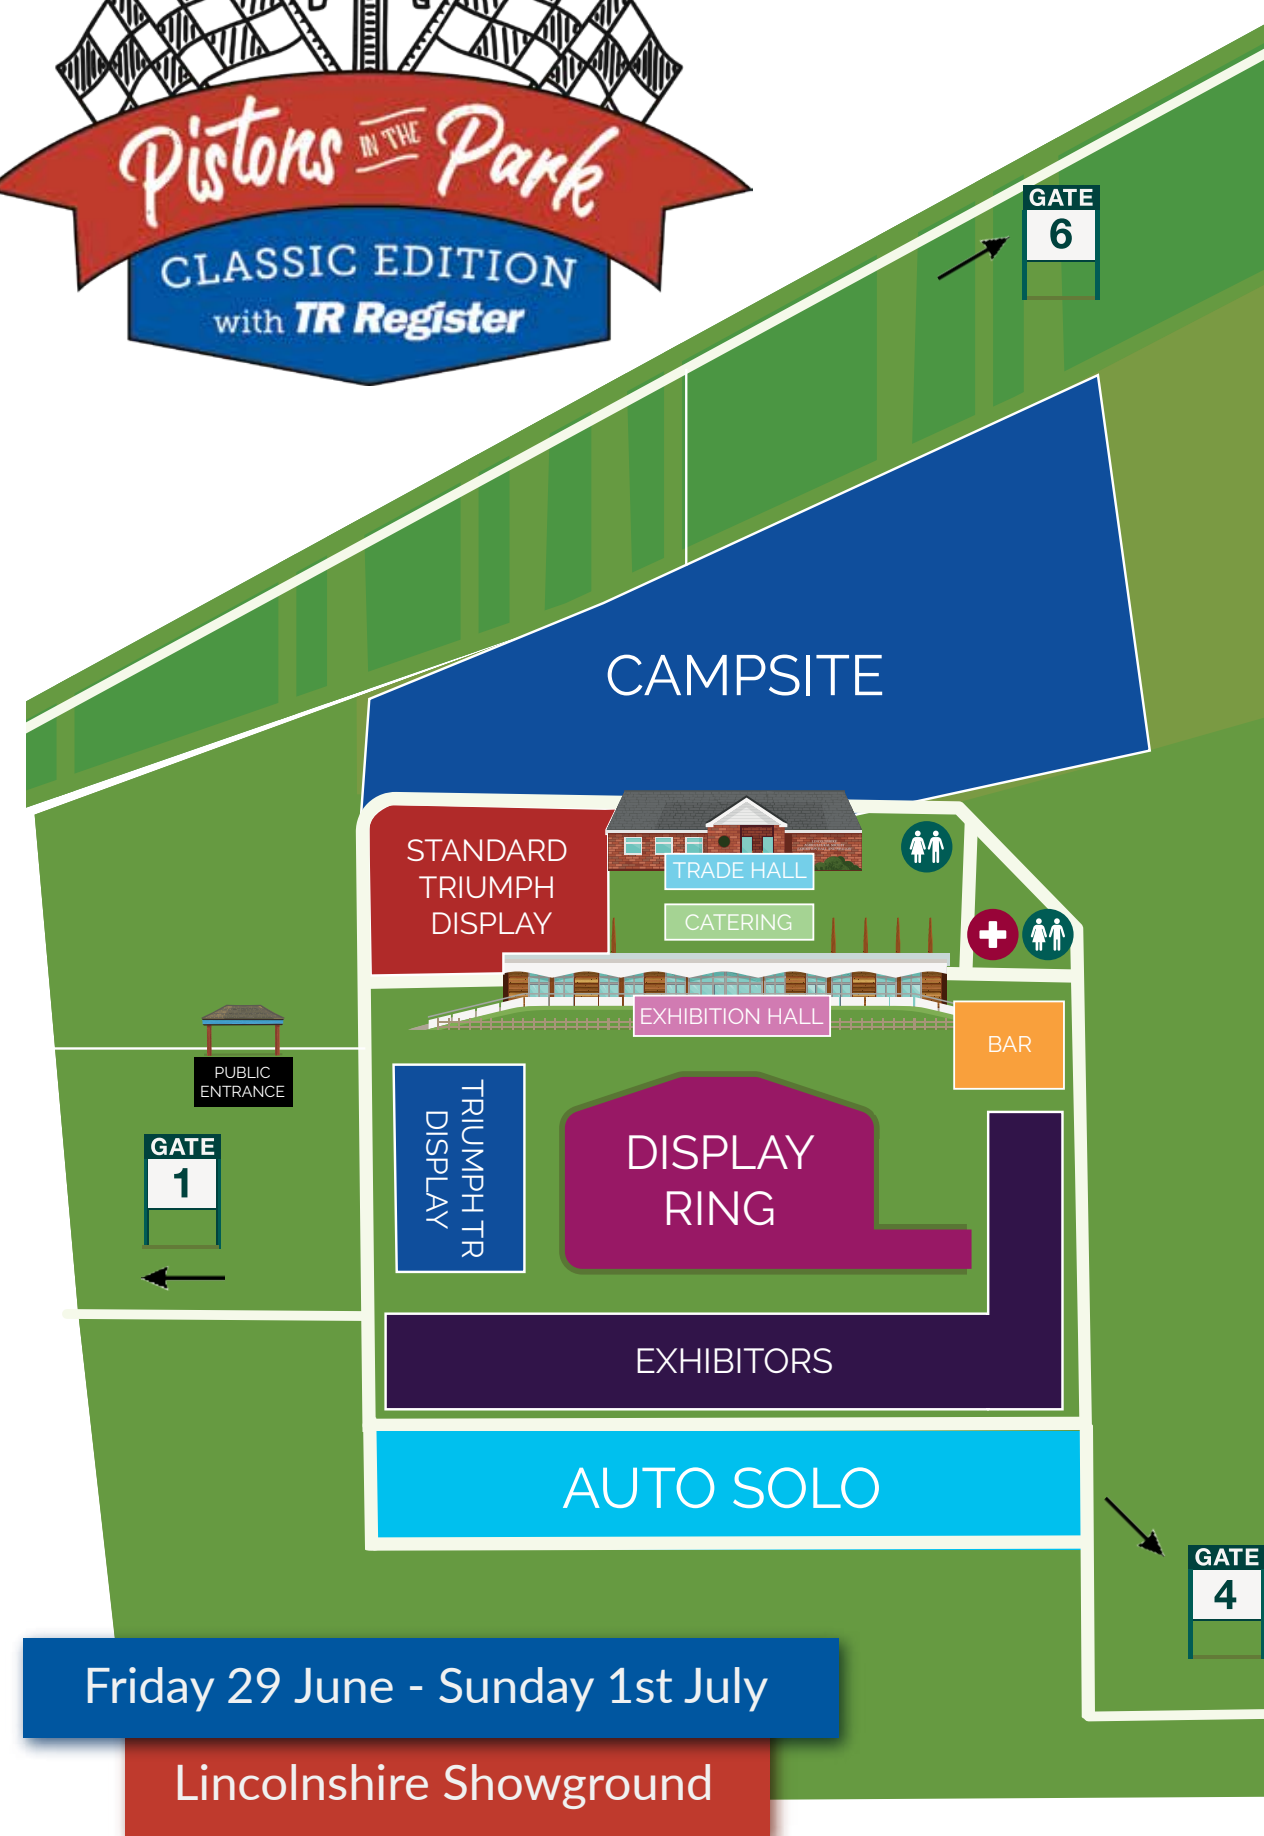 Pistons IN THE Park
CLASSIC EDITION
with TR Register
GATE
6
CAMPSITE
STANDARD
TRIUMPH
DISPLAY
TRADE HALL
CATERING
EXHIBITION HALL
BAR
PUBLIC
ENTRANCE
GATE
1
TRIUMPH TR
DISPLAY
DISPLAY
RING
EXHIBITORS
AUTO SOLO
GATE
4
Friday 29 June - Sunday 1st July
Lincolnshire Showground